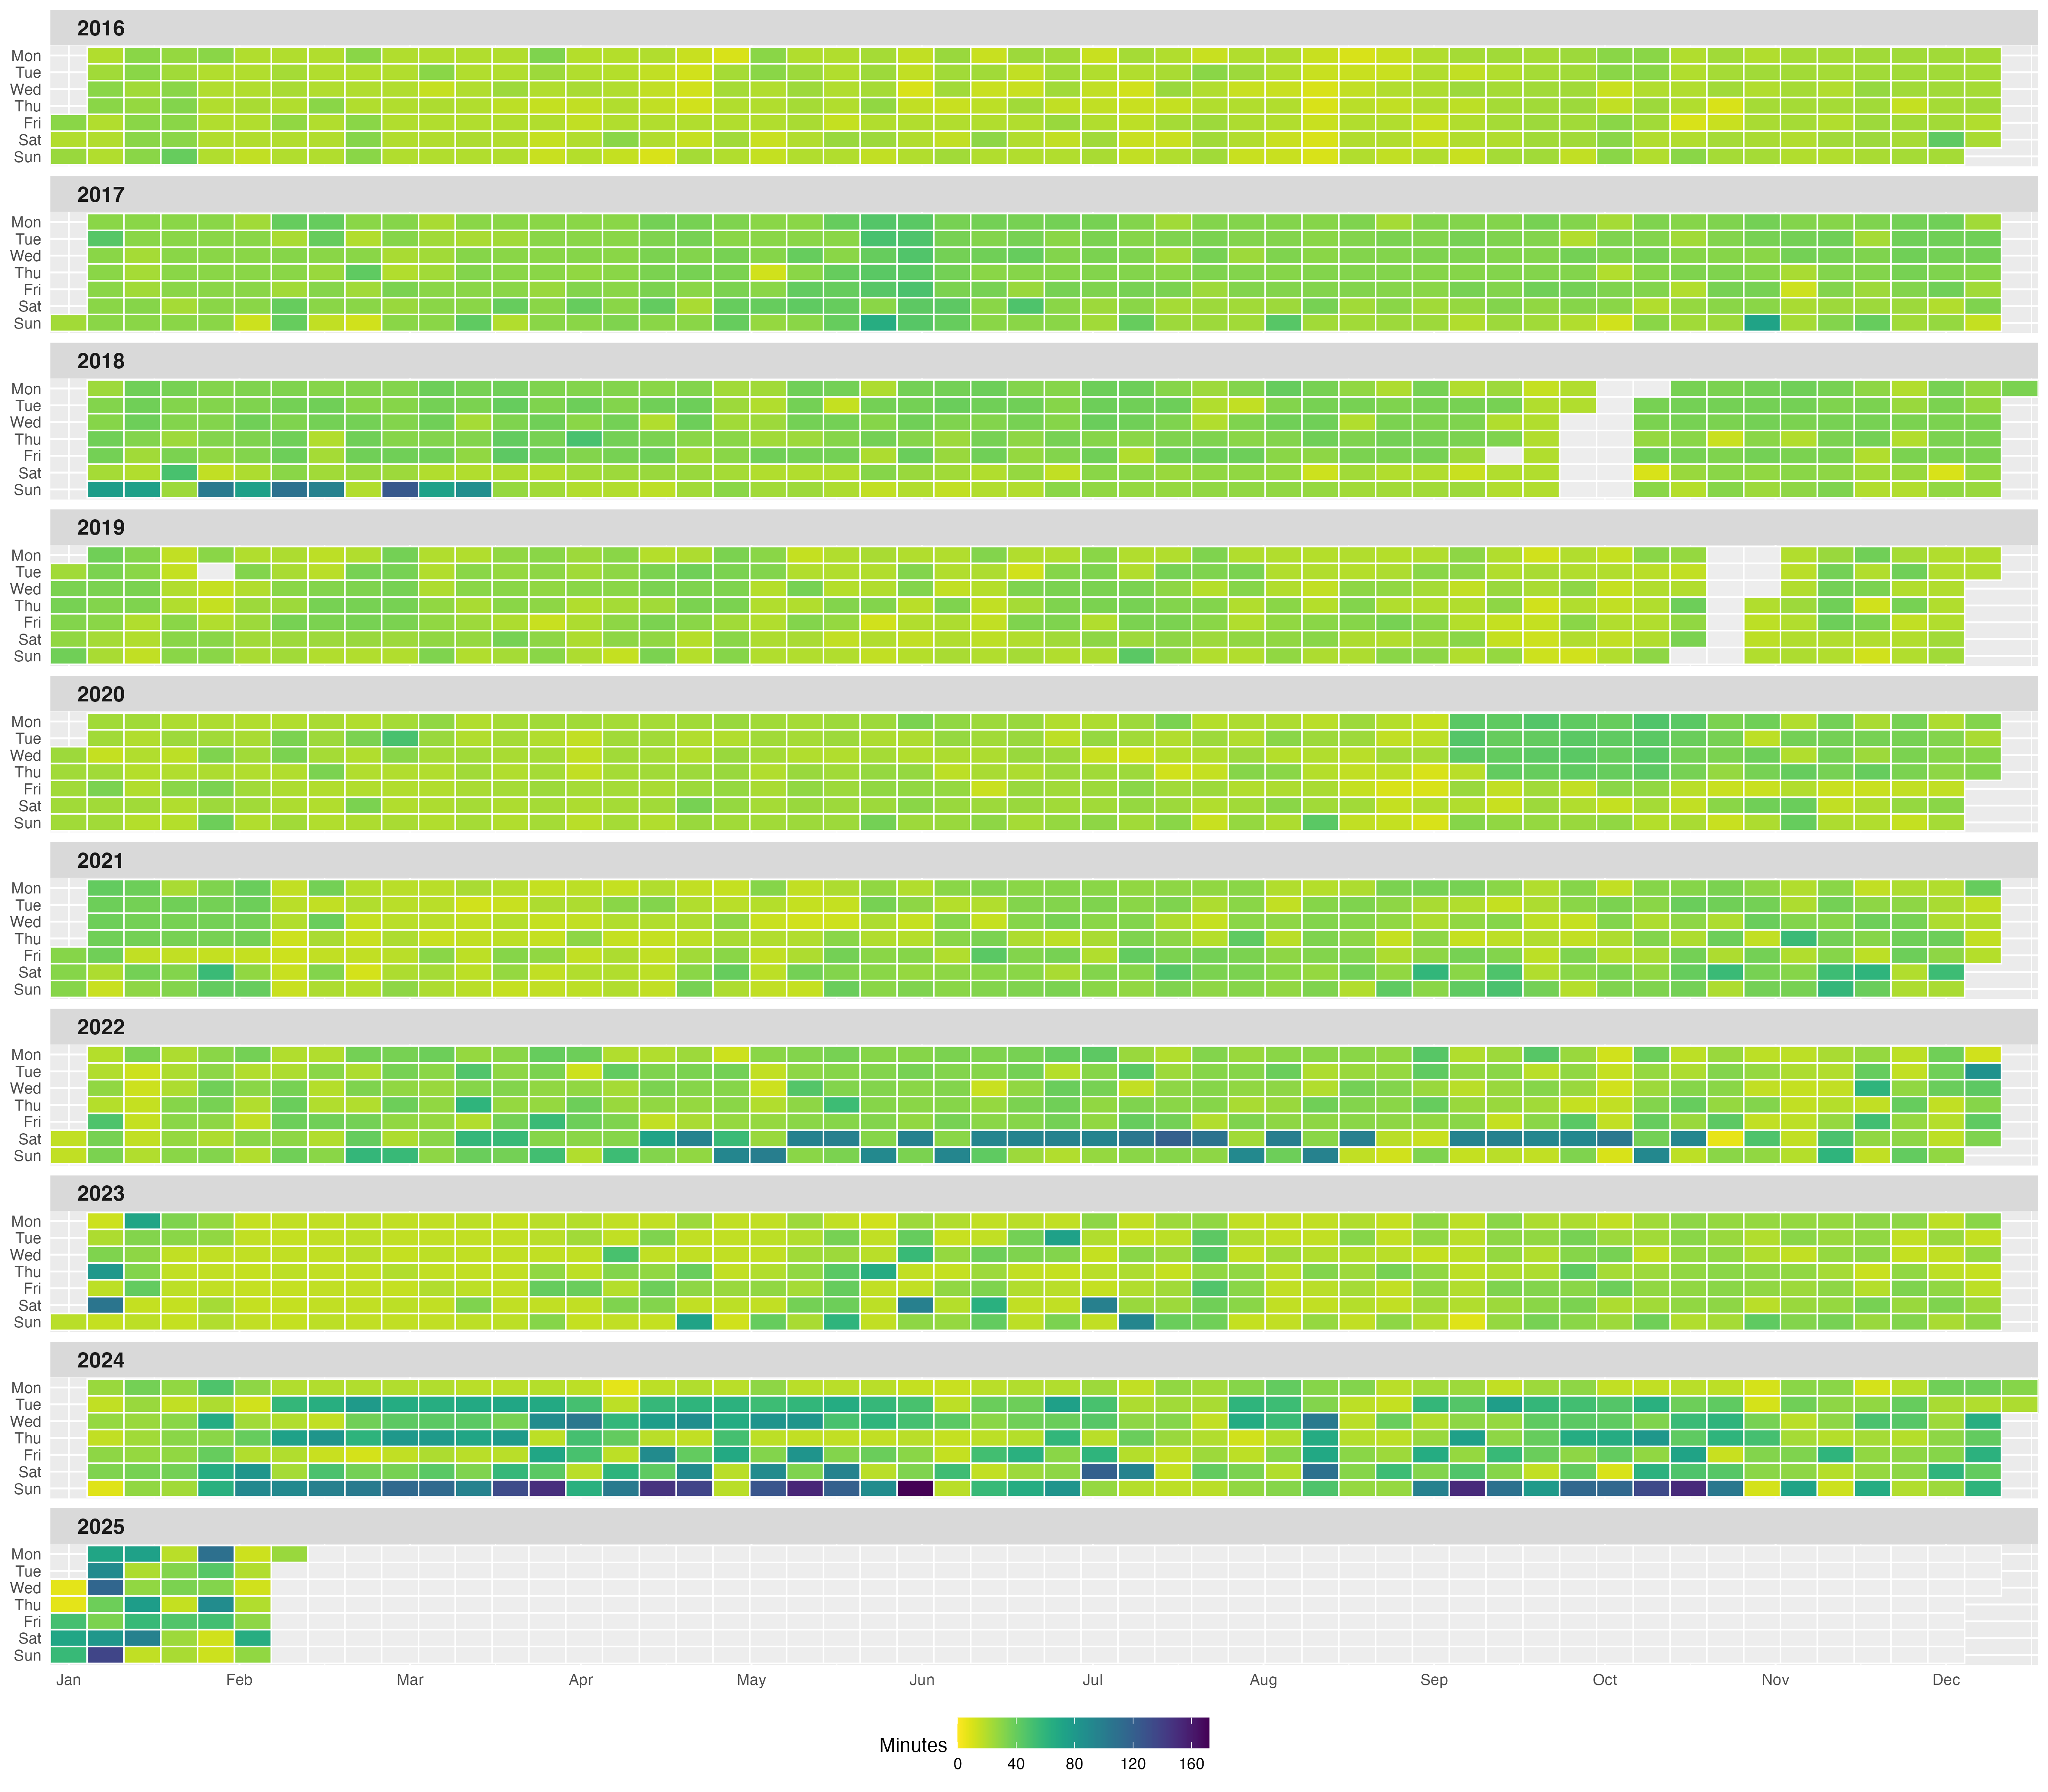 2016
Mon
Tue
Wed
Thu
Fri
Sat
Sun
2017
Mon
Tue
Wed
Thu
Fri
Sat
Sun
2018
Mon
Tue
Wed
Thu
Fri
Sat
Sun
2019
Mon
Tue
Wed
Thu
Fri
Sat
Sun
2020
Mon
Tue
Wed
Thu
Fri
Sat
Sun
2021
Mon
Tue
Wed
Thu
Fri
Sat
Sun
2022
Mon
Tue
Wed
Thu
Fri
Sat
Sun
2023
Mon
Tue
Wed
Thu
Fri
Sat
Sun
2024
Mon
Tue
Wed
Thu
Fri
Sat
Sun
2025
Mon
Tue
Wed
Thu
Fri
Sat
Sun
Jan Feb Mar Apr May Jun Jul Aug Sep Oct Nov Dec
Minutes
0 40 80 120 160